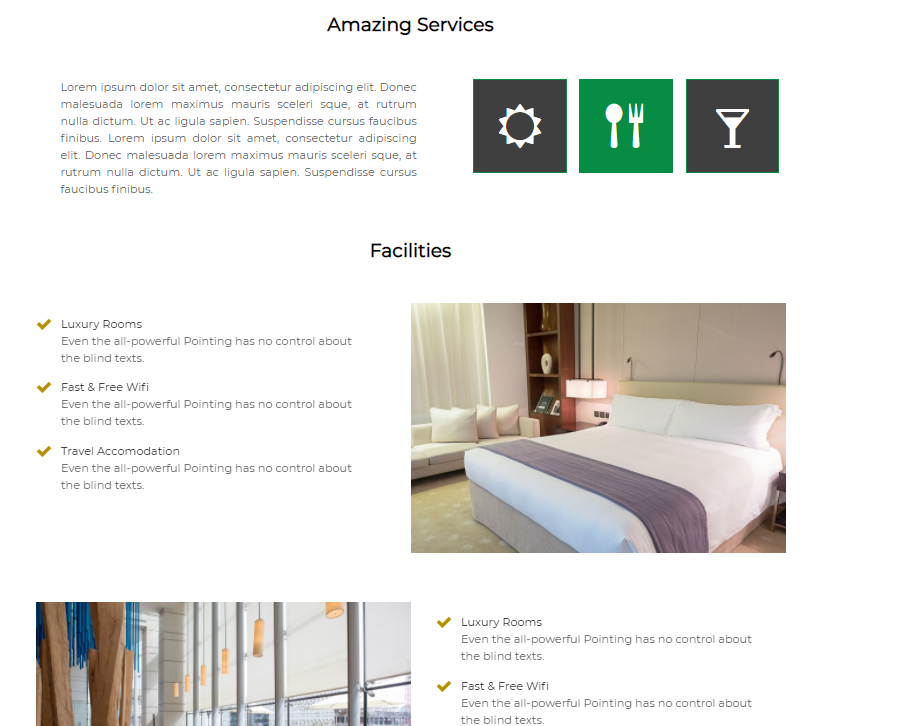 Amazing Services
Lorem ipsum dolor sit amet, consectetur adipiscing elit. Donec
malesuada lorem maximus mauris sceleri sque, at rutrum
nulla dictum. Ut ac ligula sapien. Suspendisse cursus faucibus
finibus. Lorem ipsum dolor sit amet, consectetur adipiscing
elit. Donec malesuada lorem maximus mauris sceleri sque, at
rutrum nulla dictum. Ut ac ligula sapien. Suspendisse cursus
faucibus finibus.
Facilities
Luxury Rooms
Even the all-powerful Pointing has no control about
the blind texts.
Fast & Free Wifi
Even the all-powerful Pointing has no control about
the blind texts.
Travel Accomodation
Even the all-powerful Pointing has no control about
the blind texts.
Luxury Rooms
Even the all-powerful Pointing has no control about
the blind texts.
Fast & Free Wifi
Even the all-powerful Pointing has no control about
the blind texts.